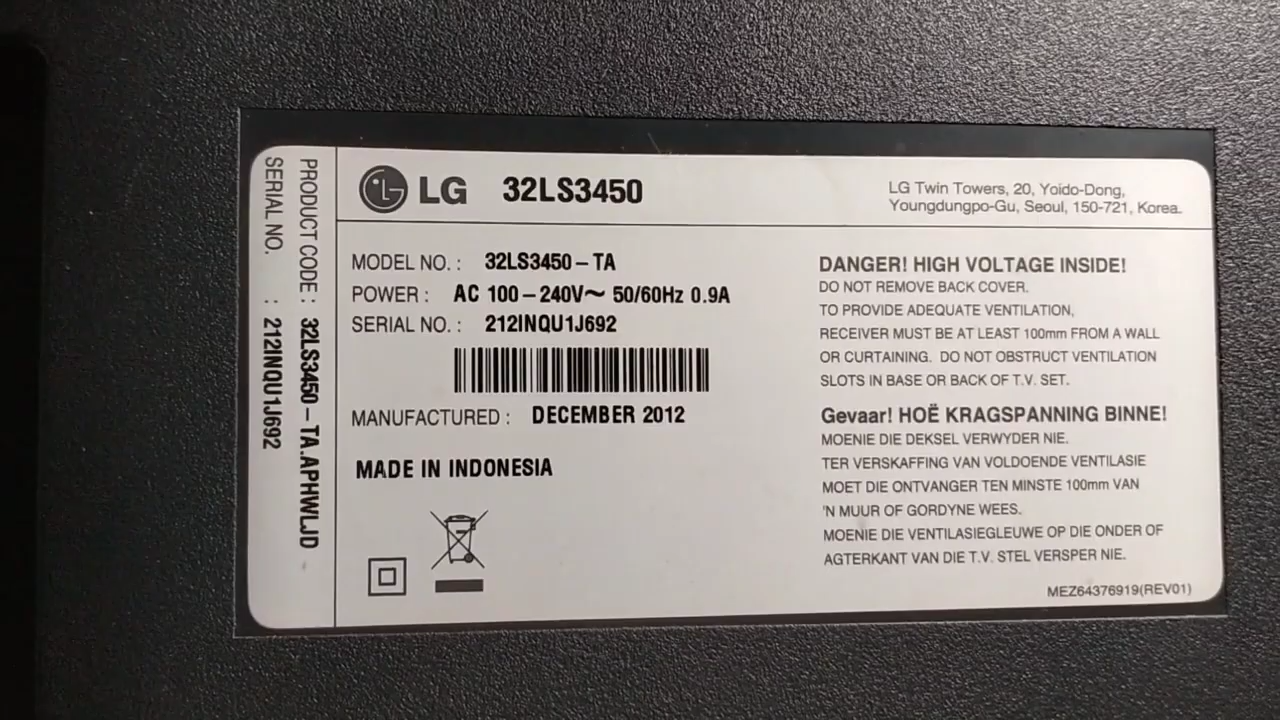 PRODUCT CODE : 32LS3450 – TA.APHWLJD
SERIAL NO. : 212INQU1J692
LG 32LS3450
LG Twin Towers, 20, Yoido-Dong,
Youngdungpo-Gu, Seoul, 150-721, Korea.
MODEL NO. : 32LS3450 – TA
POWER : AC 100 – 240V～ 50/60Hz 0.9A
SERIAL NO. : 212INQU1J692
MANUFACTURED : DECEMBER 2012
MADE IN INDONESIA
DANGER! HIGH VOLTAGE INSIDE!
DO NOT REMOVE BACK COVER.
TO PROVIDE ADEQUATE VENTILATION,
RECEIVER MUST BE AT LEAST 100mm FROM A WALL
OR CURTAINING. DO NOT OBSTRUCT VENTILATION
SLOTS IN BASE OR BACK OF T.V. SET.
Gevaar! HOË KRAGSPANNING BINNE!
MOENIE DIE DEKSEL VERWYDER NIE.
TER VERSKAFFING VAN VOLDOENDE VENTILASIE
MOET DIE ONTVANGER TEN MINSTE 100mm VAN
'N MUUR OF GORDYNE WEES.
MOENIE DIE VENTILASIEGLEUWE OP DIE ONDER OF
AGTERKANT VAN DIE T.V. STEL VERSPER NIE.
MEZ64376919(REV01)